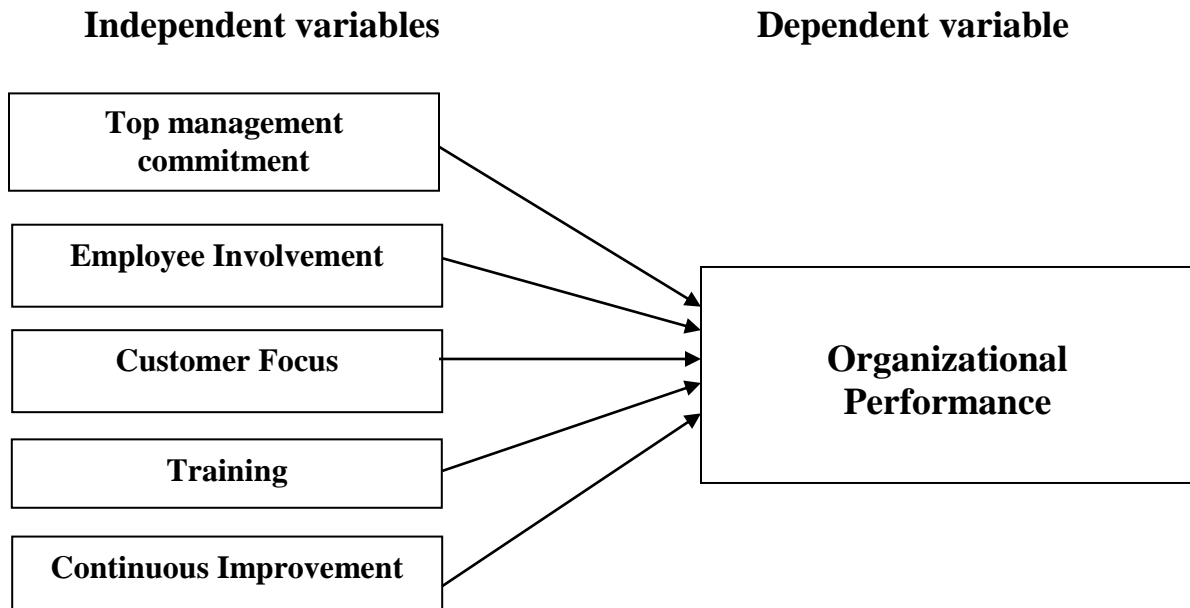 Independent variables
Dependent variable
Top management
commitment
Employee Involvement
Customer Focus
Training
Continuous Improvement
Organizational
Performance